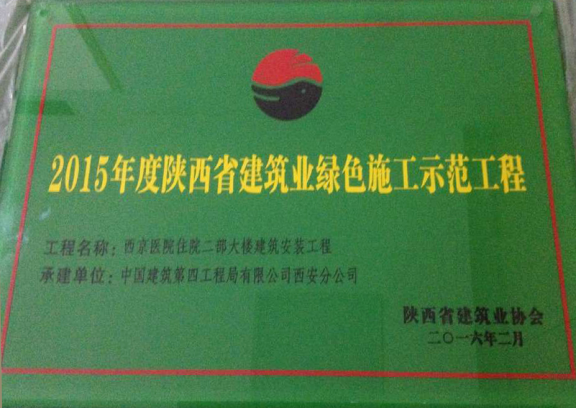 2015年度陕西省建筑业绿色施工示范工程
工程名称：西京医院住院二部大楼建筑安装工程
承建单位：中国建筑第四工程局有限公司西安分公司
陕西省建筑业协会
二〇一六年二月